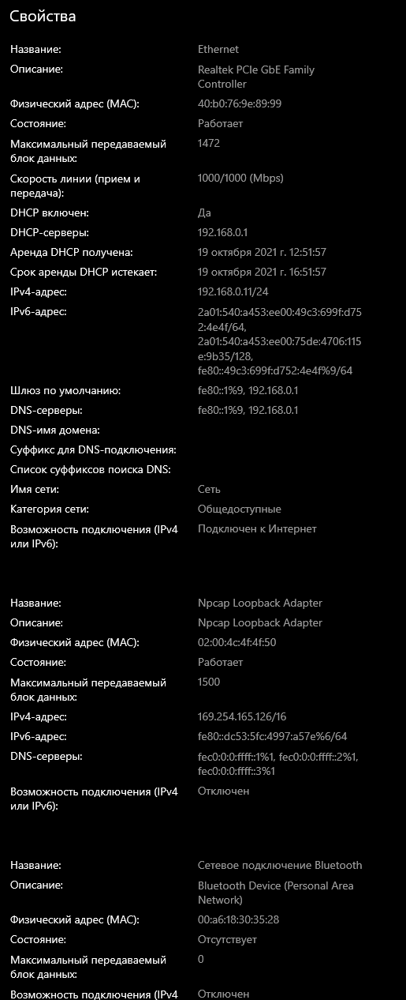 Свойства
Название: Ethernet
Описание: Realtek PCIe GbE Family
Controller
Физический адрес (MAC): 40:b0:76:9e:89:99
Состояние: Работает
Максимальный передаваемый 1472
блок данных:
Скорость линии (прием и 1000/1000 (Mbps)
передача):
DHCP включен: Да
DHCP-серверы: 192.168.0.1
Аренда DHCP получена: 19 октября 2021 г. 12:51:57
Срок аренды DHCP истекает: 19 октября 2021 г. 16:51:57
IPv4-адрес: 192.168.0.11/24
IPv6-адрес: 2a01:540:a453:ee00:49c3:699f:d75
2:4e4f/64,
2a01:540:a453:ee00:75de:4706:115
e:9b35/128,
fe80::49c3:699f:d752:4e4f%9/64
Шлюз по умолчанию: fe80::1%9, 192.168.0.1
DNS-серверы: fe80::1%9, 192.168.0.1
DNS-имя домена:
Суффикс для DNS-подключения:
Список суффиксов поиска DNS:
Имя сети: Сеть
Категория сети: Общедоступные
Возможность подключения (IPv4 Подключен к Интернет
или IPv6):
Название: Npcap Loopback Adapter
Описание: Npcap Loopback Adapter
Физический адрес (MAC): 02:00:4c:4f:4f:50
Состояние: Работает
Максимальный передаваемый 1500
блок данных:
IPv4-адрес: 169.254.165.126/16
IPv6-адрес: fe80::dc53:5fc:4997:a57e%6/64
DNS-серверы: fec0:0:0:ffff::1%1, fec0:0:0:ffff::2%1,
fec0:0:0:ffff::3%1
Возможность подключения (IPv4 Отключен
или IPv6):
Название: Сетевое подключение Bluetooth
Описание: Bluetooth Device (Personal Area
Network)
Физический адрес (MAC): 00:a6:18:30:35:28
Состояние: Отсутствует
Максимальный передаваемый 0
блок данных:
Возможность подключения (IPv4 Отключен